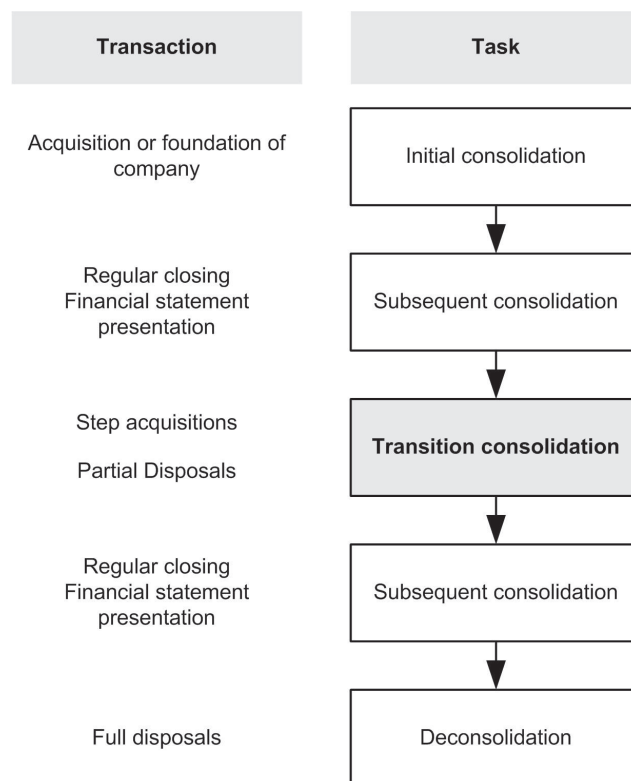 Transaction
Task
Acquisition or foundation of
company
Initial consolidation
Regular closing
Financial statement
presentation
Subsequent consolidation
Step acquisitions
Partial Disposals
Transition consolidation
Regular closing
Financial statement
presentation
Subsequent consolidation
Full disposals
Deconsolidation